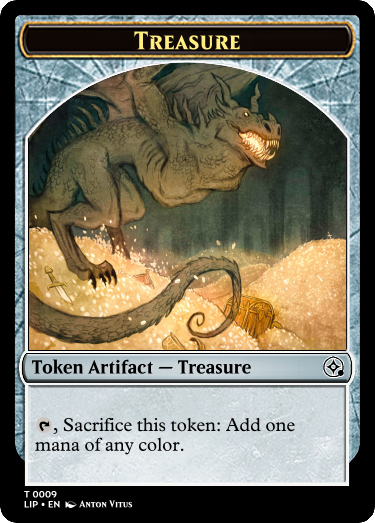 TREASURE
Token Artifact — Treasure
, Sacrifice this token: Add one
mana of any color.
T 0009
LIP • EN ANTON VITUS